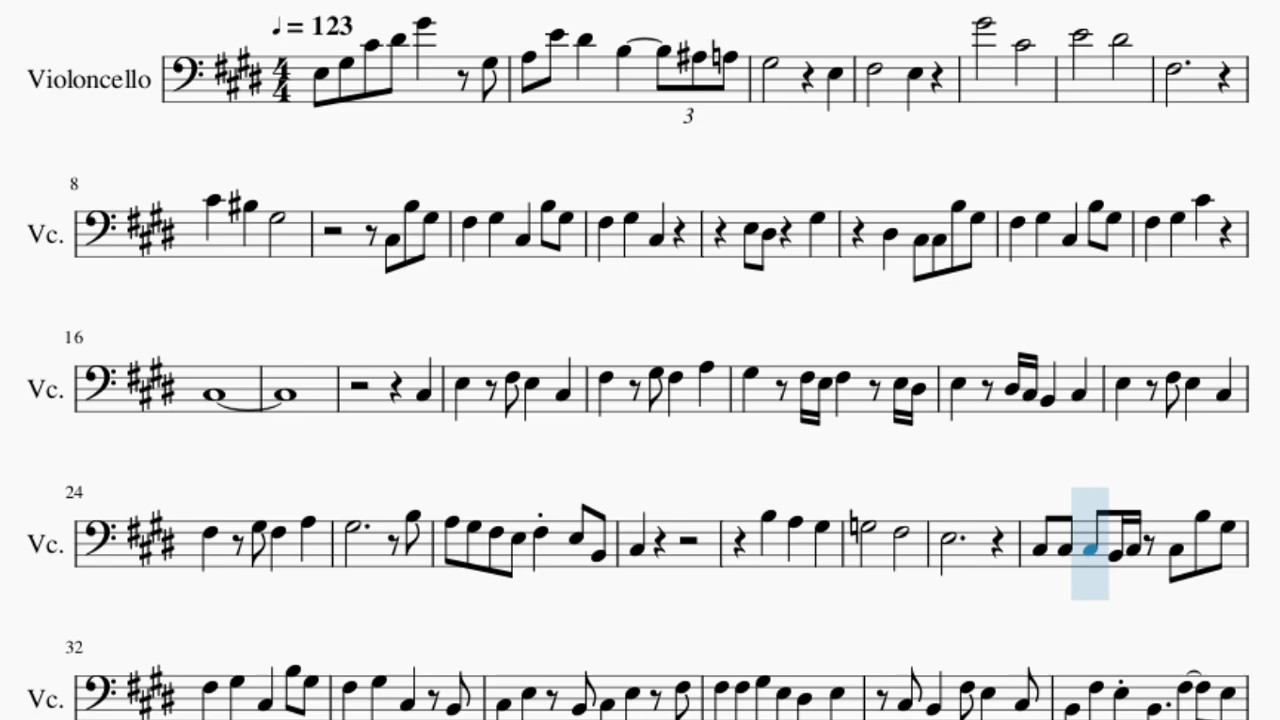 ♩ = 123
Violoncello 4 4
3
8
Vc.
16
Vc.
24
Vc.
32
Vc.